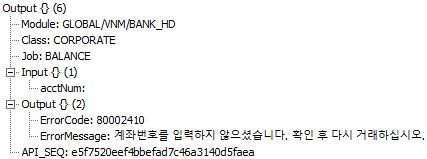 Output {} (6)
Module: GLOBAL/VNM/BANK_HD
Class: CORPORATE
Job: BALANCE
Input {} (1)
acctNum:
Output {} (2)
ErrorCode: 80002410
ErrorMessage: 계좌번호를 입력하지 않으셨습니다. 확인 후 다시 거래하십시오.
API_SEQ: e5f7520eef4bbefad7c46a3140d5faea